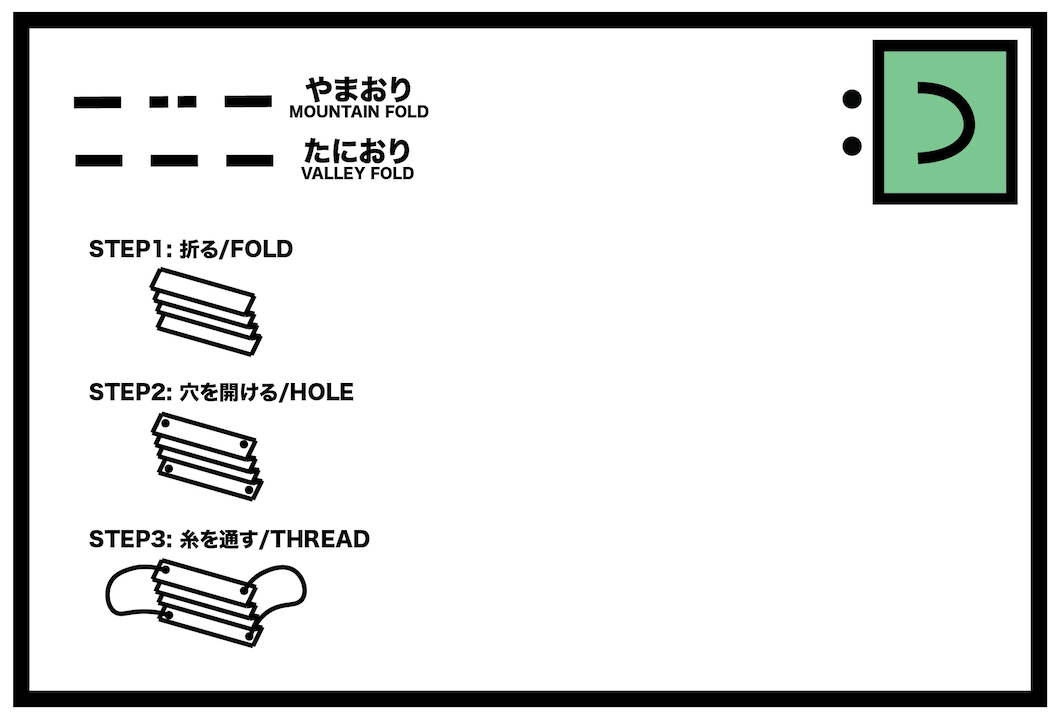 やまおり
MOUNTAIN FOLD
たにおり
VALLEY FOLD
STEP1: 折る/FOLD
STEP2: 穴を開ける/HOLE
STEP3: 糸を通す/THREAD